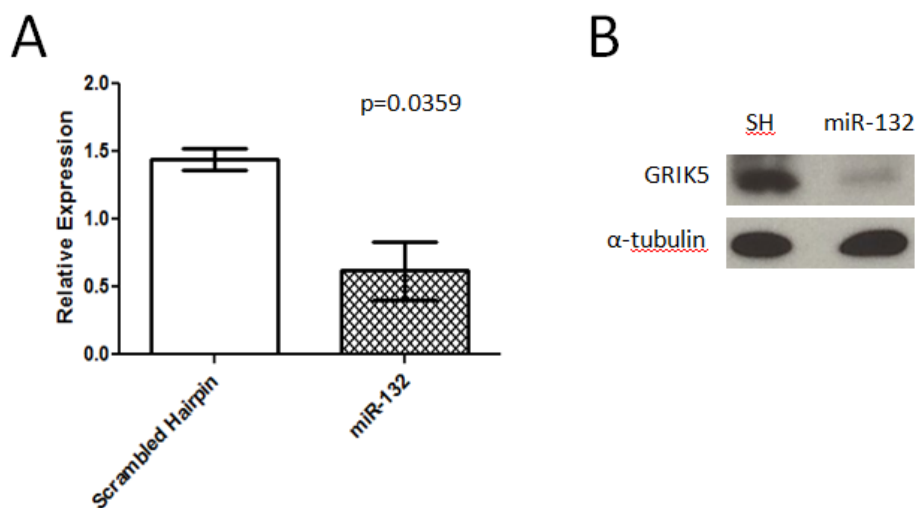 A
B
2.0
1.5
1.0
0.5
0.0
Relative Expression
p=0.0359
Scrambled Hairpin
miR-132
SH miR-132
GRIK5
α-tubulin